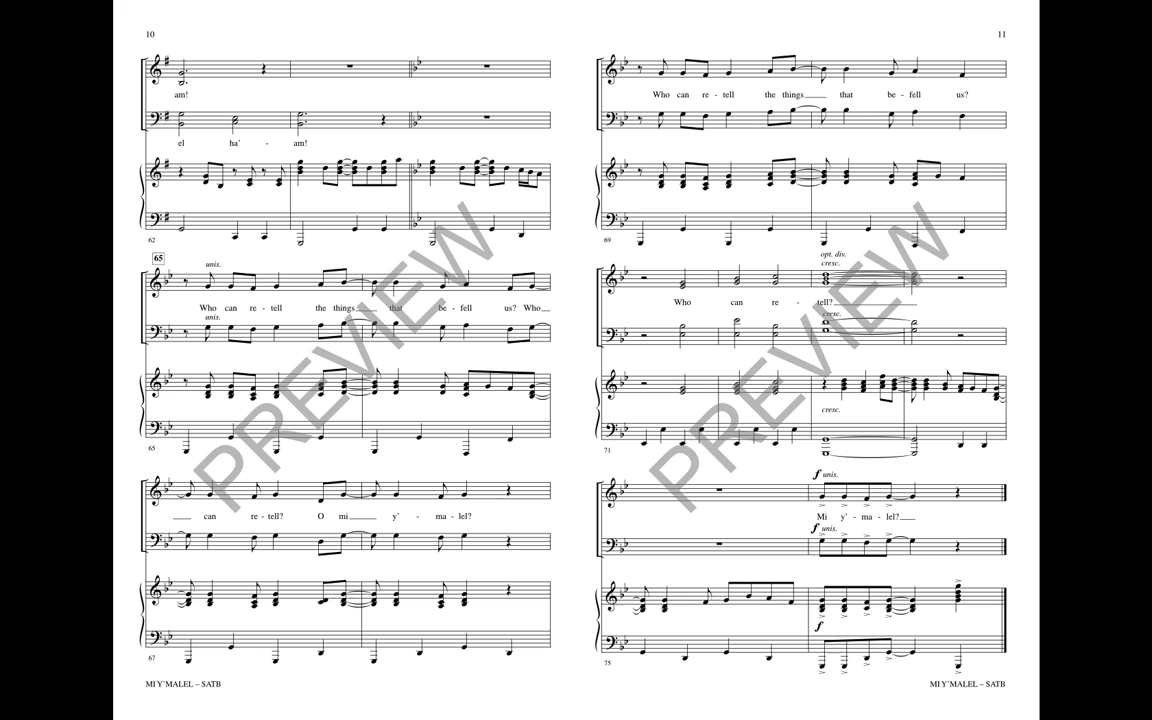 10
am!
el ha' - am!
62
65
unis.
Who can re - tell the things that be - fell us? Who
unis.
65
can re - tell? O mi y' - ma - lel?
67
MI Y'MALEL – SATB
11
Who can re - tell the things that be - fell us?
69
opt. div.
cresc.
Who can re - tell?
cresc.
cresc.
71
f unis.
Mi y' - ma - lel?
f unis.
f
75
MI Y'MALEL – SATB
PREVIEW
PREVIEW